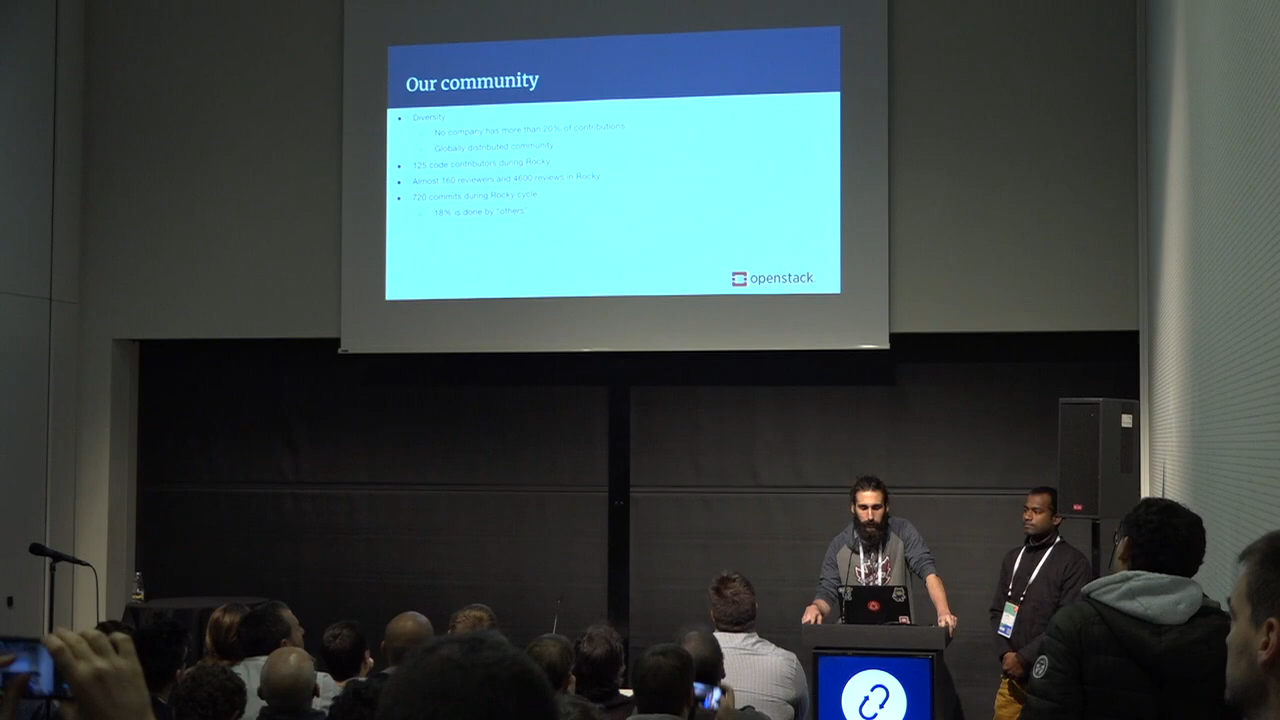 Our community
Diversity
No company has more than 20% of contributions
Globally distributed community
125 code contributors during Rocky
Almost 160 reviewers and 4600 reviews in Rocky
720 commits during Rocky cycle
18% is done by "others"
openstack